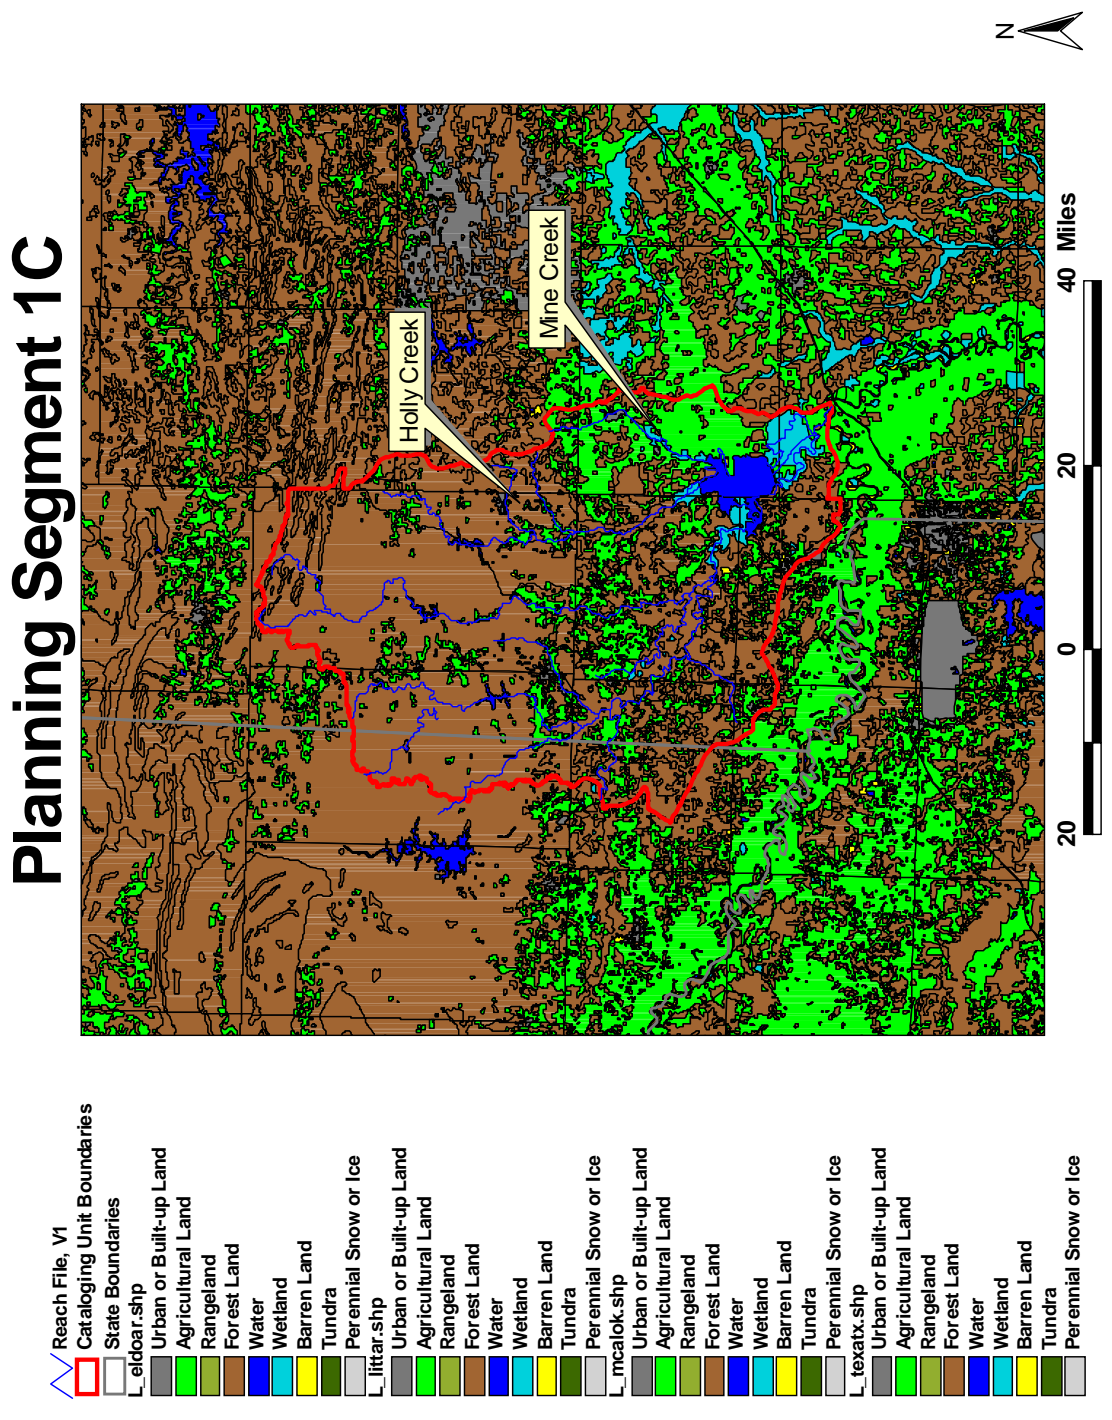 Planning Segment 1C
N
Holly Creek
Mine Creek
20 0 20 40 Miles
Reach File, V1
Cataloging Unit Boundaries
State Boundaries
L_eldoar.shp
Urban or Built-up Land
Agricultural Land
Rangeland
Forest Land
Water
Wetland
Barren Land
Tundra
Perennial Snow or Ice
L_littar.shp
Urban or Built-up Land
Agricultural Land
Rangeland
Forest Land
Water
Wetland
Barren Land
Tundra
Perennial Snow or Ice
L_mcalok.shp
Urban or Built-up Land
Agricultural Land
Rangeland
Forest Land
Water
Wetland
Barren Land
Tundra
Perennial Snow or Ice
L_texatx.shp
Urban or Built-up Land
Agricultural Land
Rangeland
Forest Land
Water
Wetland
Barren Land
Tundra
Perennial Snow or Ice